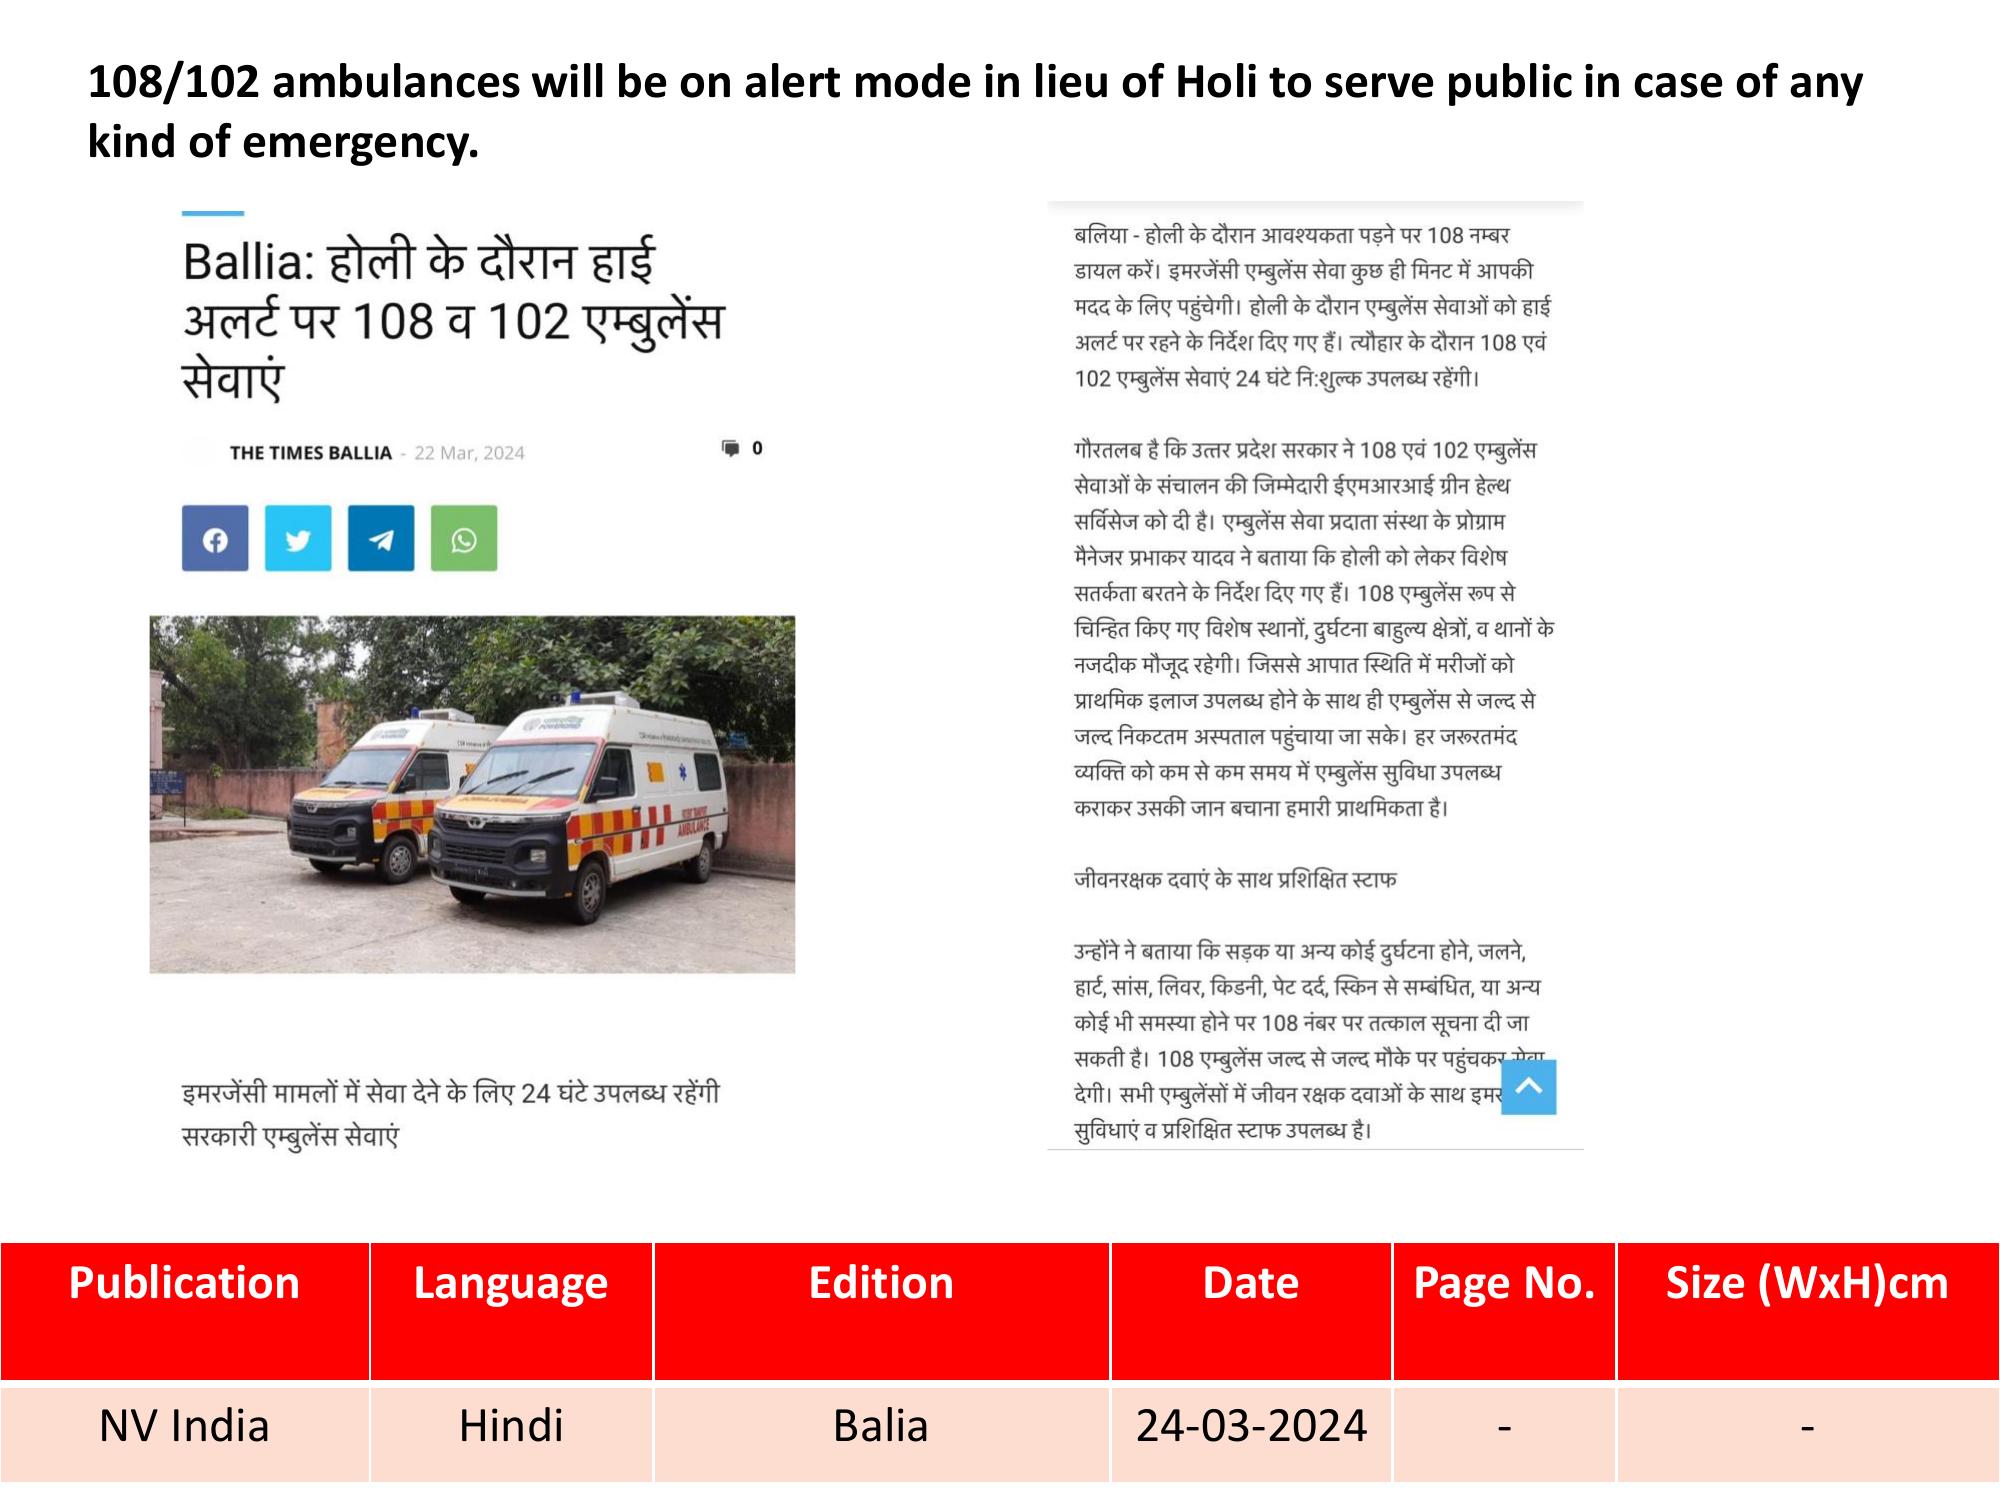 108/102 ambulances will be on alert mode in lieu of Holi to serve public in case of any
kind of emergency.
Ballia: होली के दौरान हाई
अलर्ट पर 108 व 102 एम्बुलेंस
सेवाएं
THE TIMES BALLIA - 22 Mar, 2024
0
AMBULANCE
इमरजेंसी मामलों में सेवा देने के लिए 24 घंटे उपलब्ध रहेंगी
सरकारी एम्बुलेंस सेवाएं
बलिया - होली के दौरान आवश्यकता पड़ने पर 108 नम्बर
डायल करें। इमरजेंसी एम्बुलेंस सेवा कुछ ही मिनट में आपकी
मदद के लिए पहुंचेगी। होली के दौरान एम्बुलेंस सेवाओं को हाई
अलर्ट पर रहने के निर्देश दिए गए हैं। त्यौहार के दौरान 108 एवं
102 एम्बुलेंस सेवाएं 24 घंटे नि:शुल्क उपलब्ध रहेंगी।
गौरतलब है कि उत्तर प्रदेश सरकार ने 108 एवं 102 एम्बुलेंस
सेवाओं के संचालन की जिम्मेदारी ईएमआरआई ग्रीन हेल्थ
सर्विसेज को दी है। एम्बुलेंस सेवा प्रदाता संस्था के प्रोग्राम
मैनेजर प्रभाकर यादव ने बताया कि होली को लेकर विशेष
सतर्कता बरतने के निर्देश दिए गए हैं। 108 एम्बुलेंस रूप से
चिन्हित किए गए विशेष स्थानों, दुर्घटना बाहुल्य क्षेत्रों, व थानों के
नजदीक मौजूद रहेगी। जिससे आपात स्थिति में मरीजों को
प्राथमिक इलाज उपलब्ध होने के साथ ही एम्बुलेंस से जल्द से
जल्द निकटतम अस्पताल पहुंचाया जा सके। हर जरूरतमंद
व्यक्ति को कम से कम समय में एम्बुलेंस सुविधा उपलब्ध
कराकर उसकी जान बचाना हमारी प्राथमिकता है।
जीवनरक्षक दवाएं के साथ प्रशिक्षित स्टाफ
उन्होंने ने बताया कि सड़क या अन्य कोई दुर्घटना होने, जलने,
हार्ट, सांस, लिवर, किडनी, पेट दर्द, स्किन से सम्बंधित, या अन्य
कोई भी समस्या होने पर 108 नंबर पर तत्काल सूचना दी जा
सकती है। 108 एम्बुलेंस जल्द से जल्द मौके पर पहुंचकर सेवा
देगी। सभी एम्बुलेंसों में जीवन रक्षक दवाओं के साथ
सुविधाएं व प्रशिक्षित स्टाफ उपलब्ध है।
Publication Language Edition Date Page No. Size (WxH)cm
NV India Hindi Balia 24-03-2024 - -